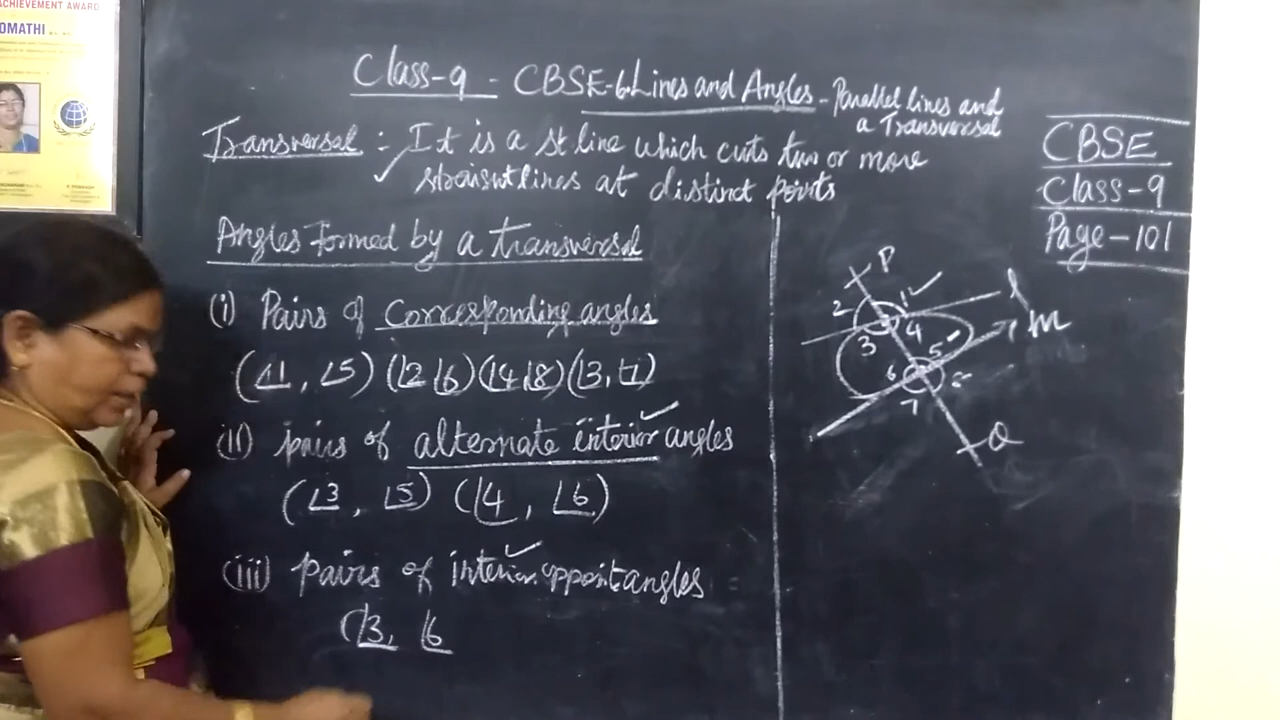 ACHIEVEMENT AWARD
OMATHI
Class-9 - CBSE-6.Lines and Angles - Parallel lines and
a Transversal
Transversal :- It is a st line which cuts two or more
straisntlines at distinct points
CBSE
Class-9
Page-101
Angles formed by a transversal
(i) Pairs of Corresponding angles
(∠1, ∠5) (∠2 ∠6) (∠4 ∠8) (∠3, ∠7)
(ii) pairs of alternate interior angles
(∠3, ∠5) (∠4, ∠6)
(iii) pairs of interior angles
(∠3, ∠6
P
l
2 1
3 4
m
5
6 8
7
Q